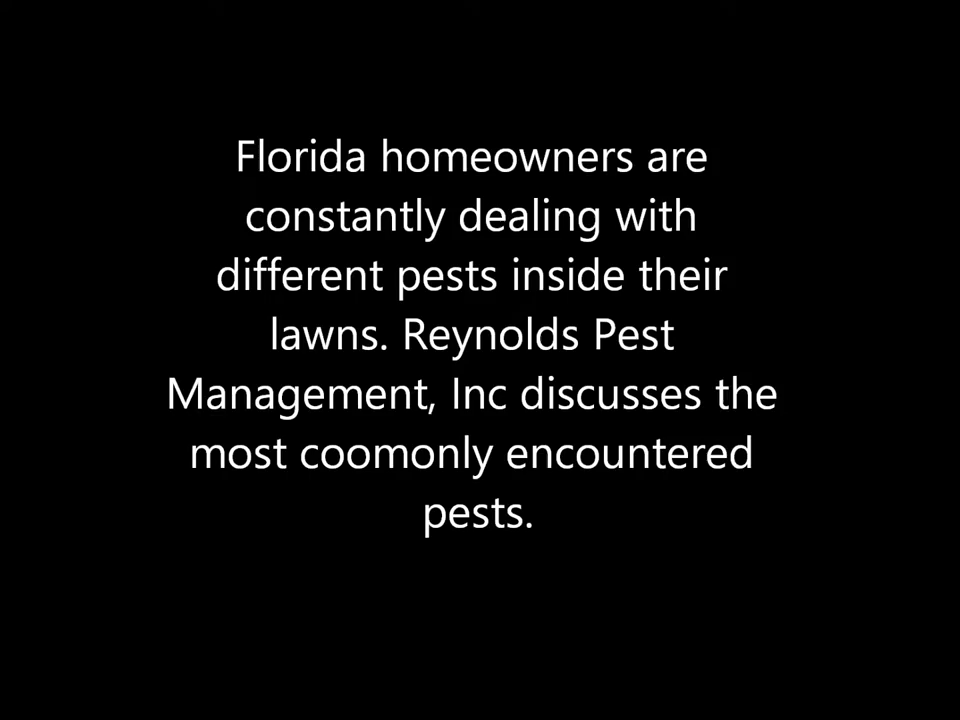 Florida homeowners are
constantly dealing with
different pests inside their
lawns. Reynolds Pest
Management, Inc discusses the
most coomonly encountered
pests.